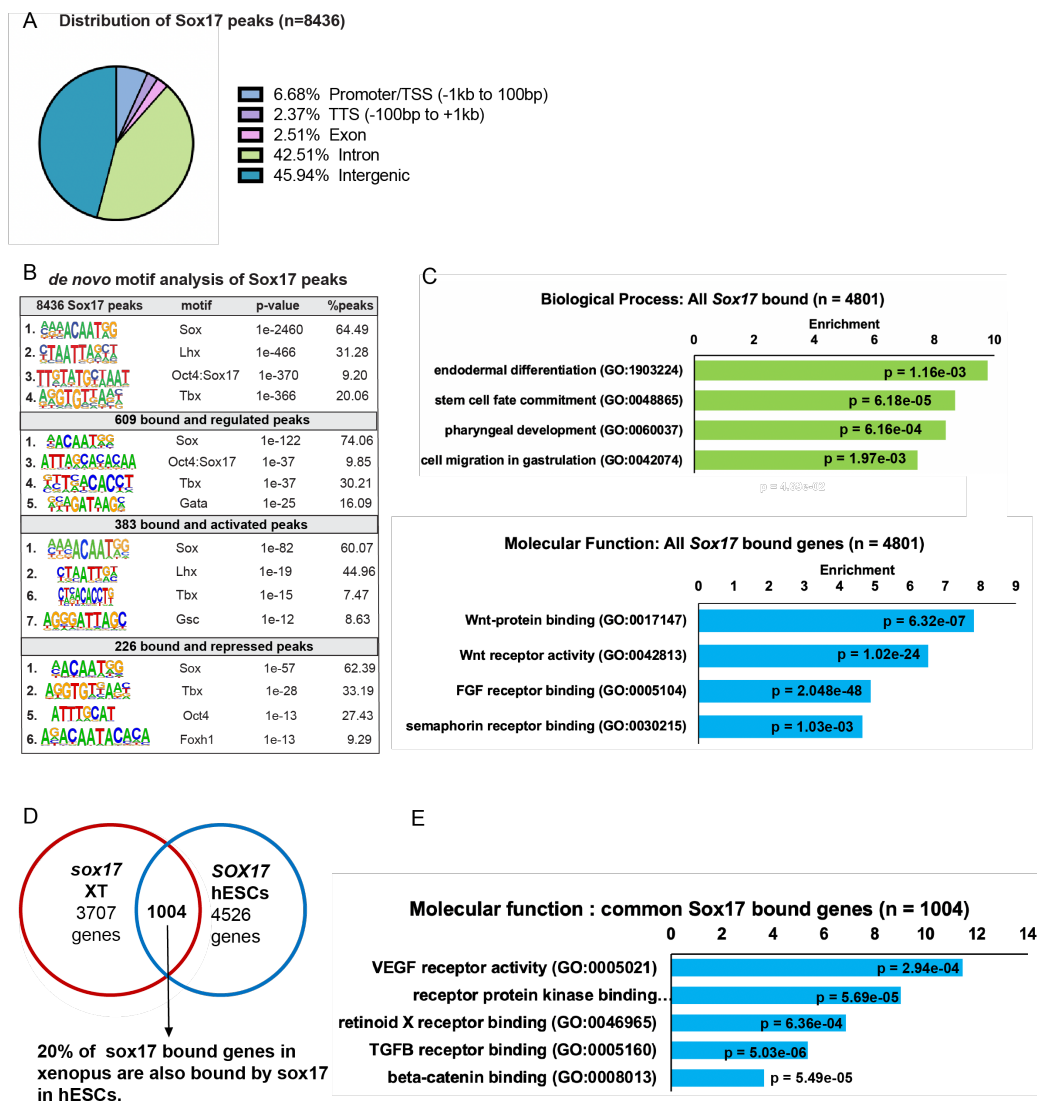 A Distribution of Sox17 peaks (n=8436)
6.68% Promoter/TSS (-1kb to 100bp)
2.37% TTS (-100bp to +1kb)
2.51% Exon
42.51% Intron
45.94% Intergenic
B de novo motif analysis of Sox17 peaks
8436 Sox17 peaks motif p-value %peaks
1. Sox 1e-2460 64.49
2. Lhx 1e-466 31.28
3. TTGTATGCTAAT Oct4:Sox17 1e-370 9.20
4. Tbx 1e-366 20.06
609 bound and regulated peaks
1. AACAATGG Sox 1e-122 74.06
3. ATTAGCACACAA Oct4:Sox17 1e-37 9.85
4. Tbx 1e-37 30.21
5. Gata 1e-25 16.09
383 bound and activated peaks
1. Sox 1e-82 60.07
2. CTAATTGT Lhx 1e-19 44.96
6. Tbx 1e-15 7.47
7. AGGGATTAGC Gsc 1e-12 8.63
226 bound and repressed peaks
1. AACAATGG Sox 1e-57 62.39
2. Tbx 1e-28 33.19
5. ATTTGCAT Oct4 1e-13 27.43
6. AGACAATACACA Foxh1 1e-13 9.29
C
Biological Process: All Sox17 bound (n = 4801)
Enrichment
0 2 4 6 8 10
endodermal differentiation (GO:1903224) p = 1.16e-03
stem cell fate commitment (GO:0048865) p = 6.18e-05
pharyngeal development (GO:0060037) p = 6.16e-04
cell migration in gastrulation (GO:0042074) p = 1.97e-03
Molecular Function: All Sox17 bound genes (n = 4801)
Enrichment
0 1 2 3 4 5 6 7 8 9
Wnt-protein binding (GO:0017147) p = 6.32e-07
Wnt receptor activity (GO:0042813) p = 1.02e-24
FGF receptor binding (GO:0005104) p = 2.048e-48
semaphorin receptor binding (GO:0030215) p = 1.03e-03
D
sox17
XT
3707
genes
1004
SOX17
hESCs
4526
genes
20% of sox17 bound genes in
xenopus are also bound by sox17
in hESCs.
E
Molecular function : common Sox17 bound genes (n = 1004)
0 2 4 6 8 10 12 14
VEGF receptor activity (GO:0005021) p = 2.94e-04
receptor protein kinase binding... p = 5.69e-05
retinoid X receptor binding (GO:0046965) p = 6.36e-04
TGFB receptor binding (GO:0005160) p = 5.03e-06
beta-catenin binding (GO:0008013) p = 5.49e-05